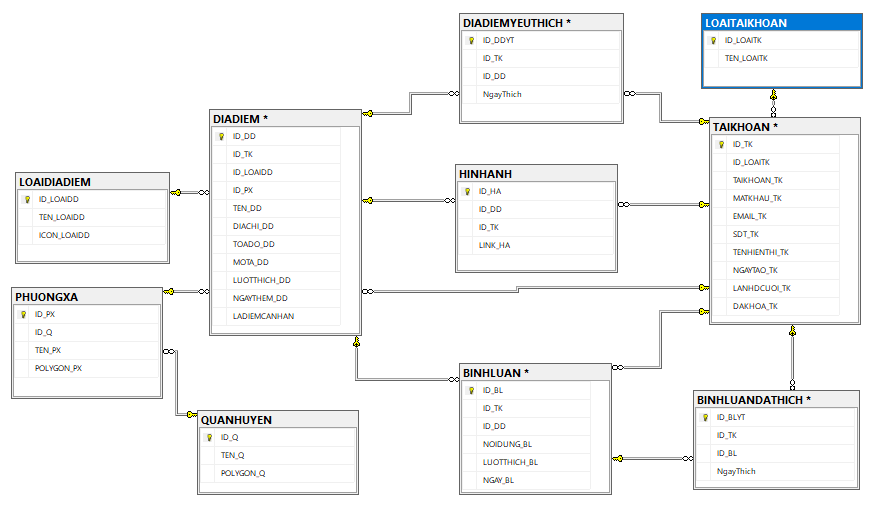 DIADIEMYEUTHICH *
ID_DDYT
ID_TK
ID_DD
NgayThich
LOAITAIKHOAN
ID_LOAITK
TEN_LOAITK
DIADIEM *
ID_DD
ID_TK
ID_LOAIDD
ID_PX
TEN_DD
DIACHI_DD
TOADO_DD
MOTA_DD
LUOTTHICH_DD
NGAYTHEM_DD
LADIEMCANHAN
TAIKHOAN *
ID_TK
ID_LOAITK
TAIKHOAN_TK
MATKHAU_TK
EMAIL_TK
SDT_TK
TENHIENTHI_TK
NGAYTAO_TK
LANHDCUOI_TK
DAKHOA_TK
LOAIDIADIEM
ID_LOAIDD
TEN_LOAIDD
ICON_LOAIDD
HINHANH
ID_HA
ID_DD
ID_TK
LINK_HA
PHUONGXA
ID_PX
ID_Q
TEN_PX
POLYGON_PX
BINHLUAN *
ID_BL
ID_TK
ID_DD
NOIDUNG_BL
LUOTTHICH_BL
NGAY_BL
BINHLUANDATHICH *
ID_BLYT
ID_TK
ID_BL
NgayThich
QUANHUYEN
ID_Q
TEN_Q
POLYGON_Q